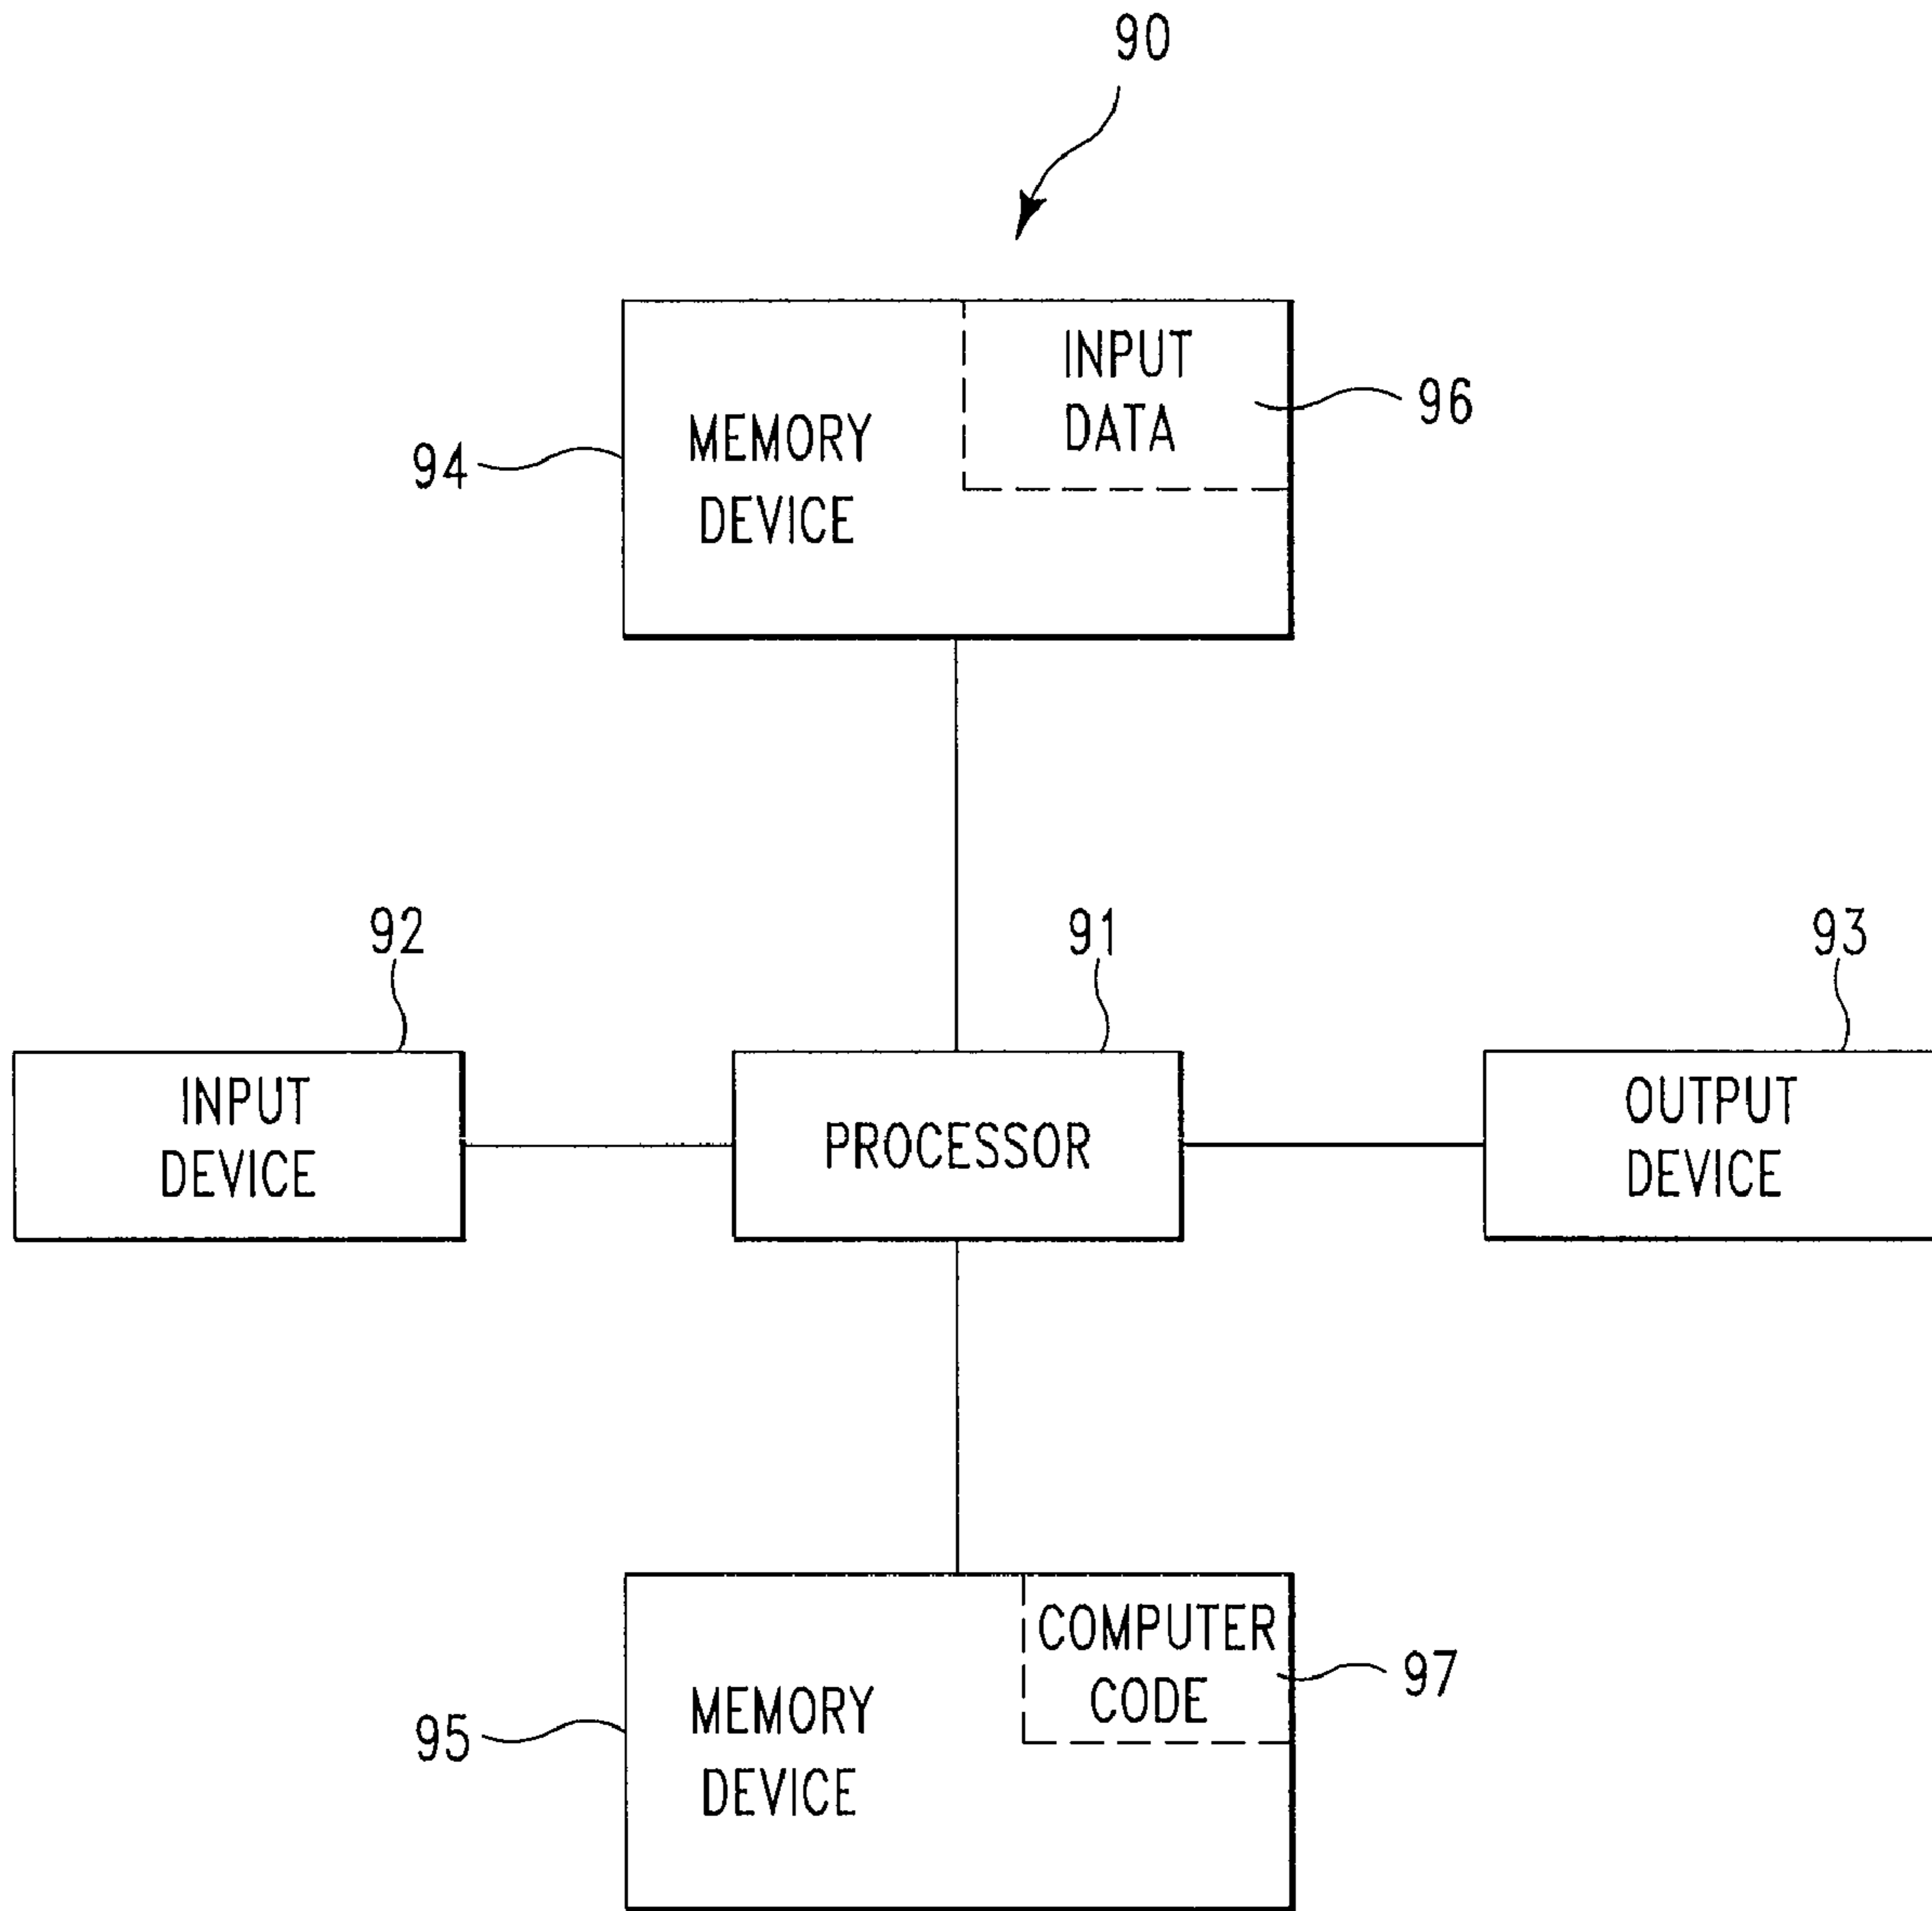 90
INPUT
DATA
96
MEMORY
DEVICE
94
92
91
93
INPUT
DEVICE
PROCESSOR
OUTPUT
DEVICE
COMPUTER
CODE
97
MEMORY
DEVICE
95